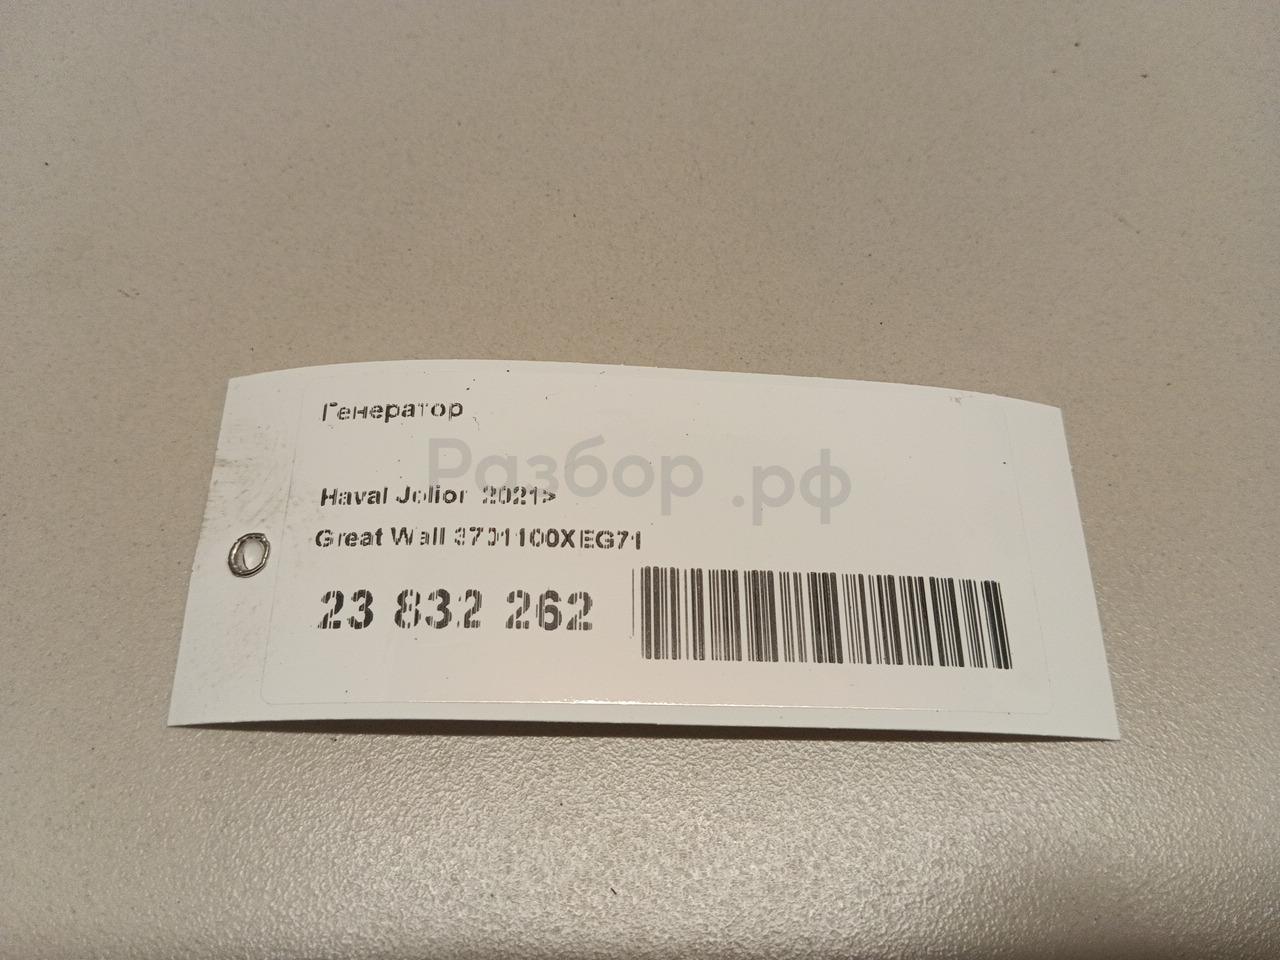 Генератор
Разбор.рф
Haval Jolion 2021>
Great Wall 3701100XEG71
23 832 262